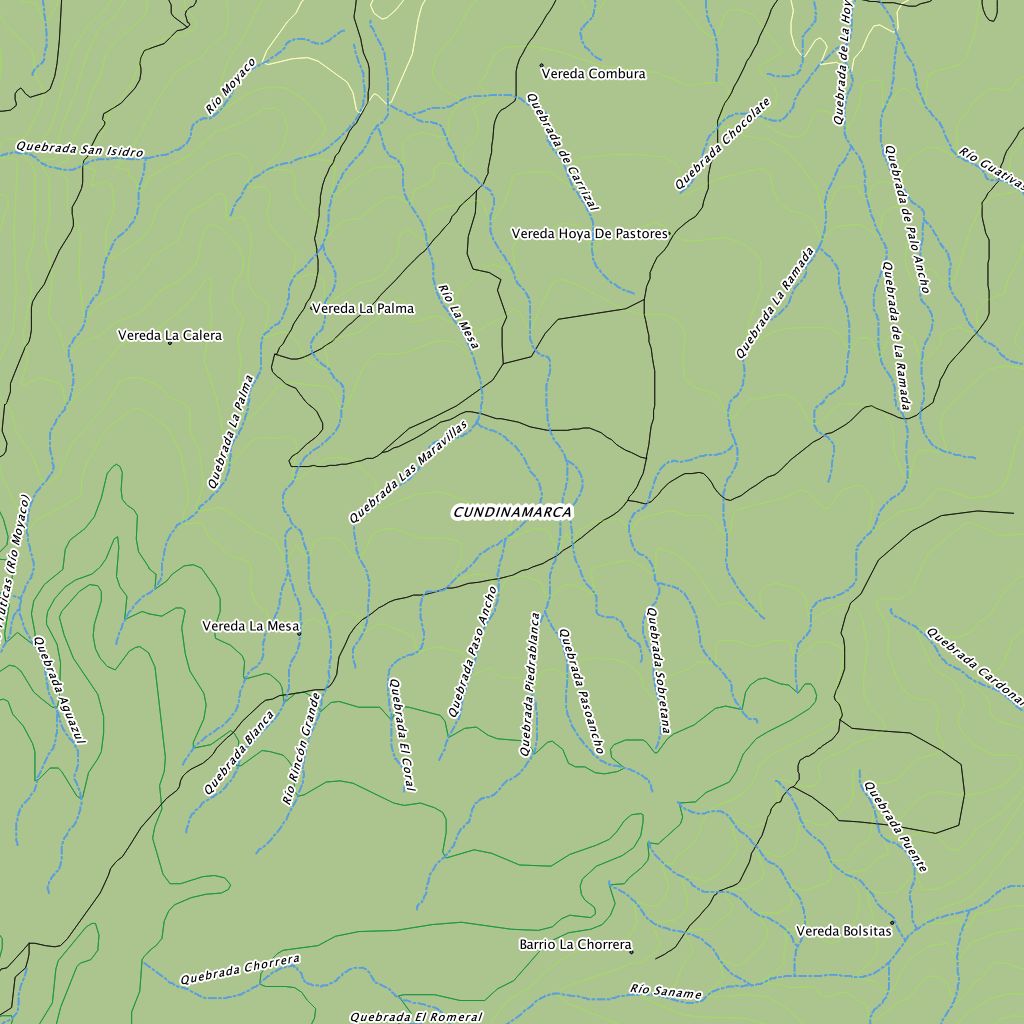 Quebrada de La Hoy
Vereda Combura
Río Moyaco
Quebrada Chocolate
Quebrada San Isidro
Quebrada de Carrizal
Río Guativas
Quebrada de Palo Ancho
Vereda Hoya De Pastores
Quebrada La Ramada
Quebrada de La Ramada
Vereda La Palma
Río La Mesa
Vereda La Calera
Quebrada La Palma
Quebrada Las Maravillas
CUNDINAMARCA
rruticas (Río Moyaco)
Vereda La Mesa
Quebrada Paso Ancho
Quebrada Piedrablanca
Quebrada Pasoancho
Quebrada Sobretana
Quebrada Cardonal
Quebrada Aguazul
Quebrada Blanca
Río Rincón Grande
Quebrada El Coral
Quebrada Puente
Vereda Bolsitas
Barrio La Chorrera
Quebrada Chorrera
Río Saname
Quebrada El Romeral